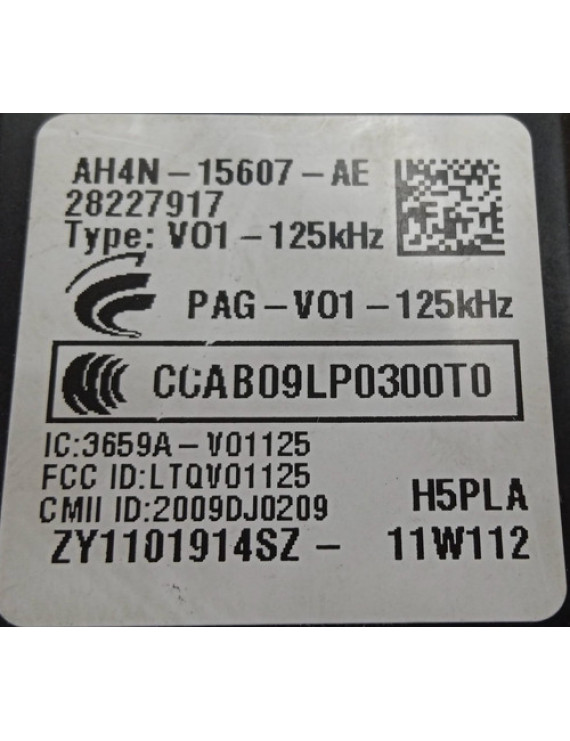 AH4N-15607-AE
28227917
Type: V01-125kHz
PAG-V01-125kHz
CCAB09LP0300T0
IC:3659A-V01125
FCC ID:LTQV01125
CMII ID:2009DJ0209
H5PLA
ZY1101914SZ- 11W112